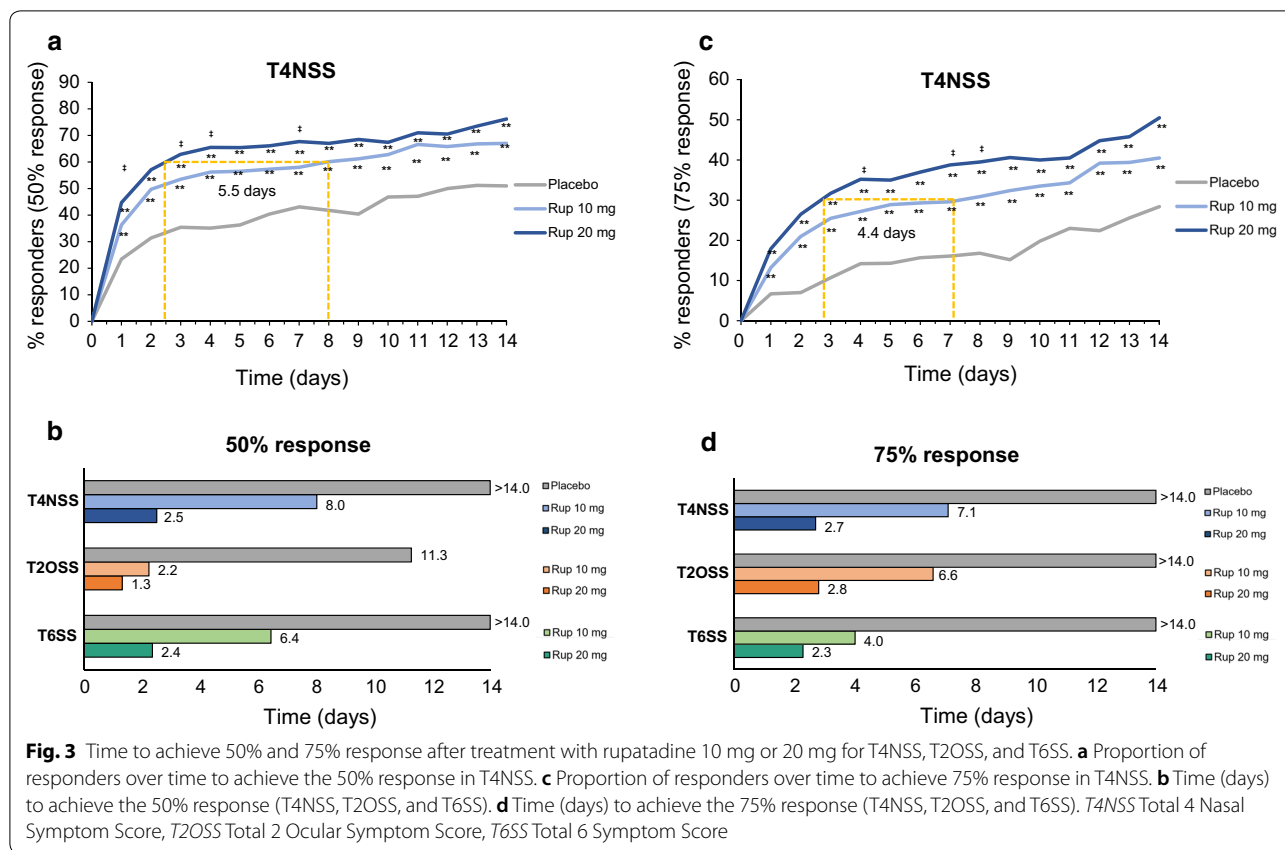 a
T4NSS
% responders (50% response)
90
80
70
60
50
40
30
20
10
0
‡ ‡ ‡ ‡
** ** ** ** ** ** ** ** ** ** ** ** ** **
** ** ** ** ** ** ** ** ** ** ** ** ** **
5.5 days
0 1 2 3 4 5 6 7 8 9 10 11 12 13 14
Time (days)
Placebo
Rup 10 mg
Rup 20 mg
c
T4NSS
% responders (75% response)
60
50
40
30
20
10
0
‡ ‡ ‡
** ** ** ** ** ** ** ** ** ** ** ** ** **
** ** ** ** ** ** ** ** ** ** ** ** ** **
4.4 days
0 1 2 3 4 5 6 7 8 9 10 11 12 13 14
Time (days)
Placebo
Rup 10 mg
Rup 20 mg
b
50% response
T4NSS
>14.0
8.0
2.5
Placebo
Rup 10 mg
Rup 20 mg
T2OSS
11.3
2.2
1.3
Rup 10 mg
Rup 20 mg
T6SS
>14.0
6.4
2.4
Rup 10 mg
Rup 20 mg
0 2 4 6 8 10 12 14
Time (days)
d
75% response
T4NSS
>14.0
7.1
2.7
Placebo
Rup 10 mg
Rup 20 mg
T2OSS
>14.0
6.6
2.8
Rup 10 mg
Rup 20 mg
T6SS
>14.0
4.0
2.3
Rup 10 mg
Rup 20 mg
0 2 4 6 8 10 12 14
Time (days)
Fig. 3 Time to achieve 50% and 75% response after treatment with rupatadine 10 mg or 20 mg for T4NSS, T2OSS, and T6SS. a Proportion of
responders over time to achieve the 50% response in T4NSS. c Proportion of responders over time to achieve 75% response in T4NSS. b Time (days)
to achieve the 50% response (T4NSS, T2OSS, and T6SS). d Time (days) to achieve the 75% response (T4NSS, T2OSS, and T6SS). T4NSS Total 4 Nasal
Symptom Score, T2OSS Total 2 Ocular Symptom Score, T6SS Total 6 Symptom Score